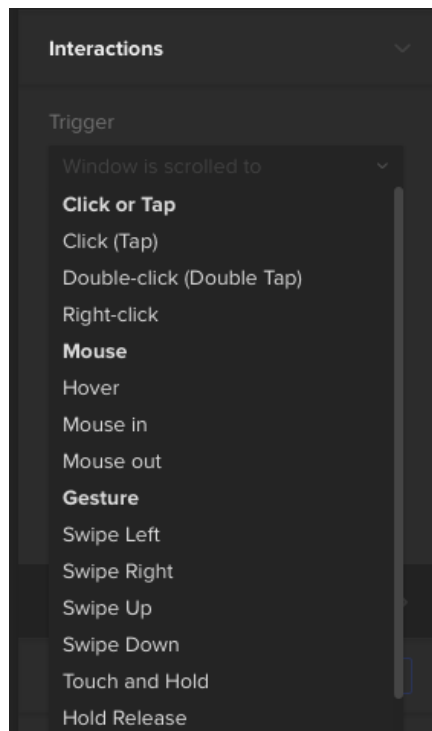 Interactions
Trigger
Window is scrolled to
Click or Tap
Click (Tap)
Double-click (Double Tap)
Right-click
Mouse
Hover
Mouse in
Mouse out
Gesture
Swipe Left
Swipe Right
Swipe Up
Swipe Down
Touch and Hold
Hold Release